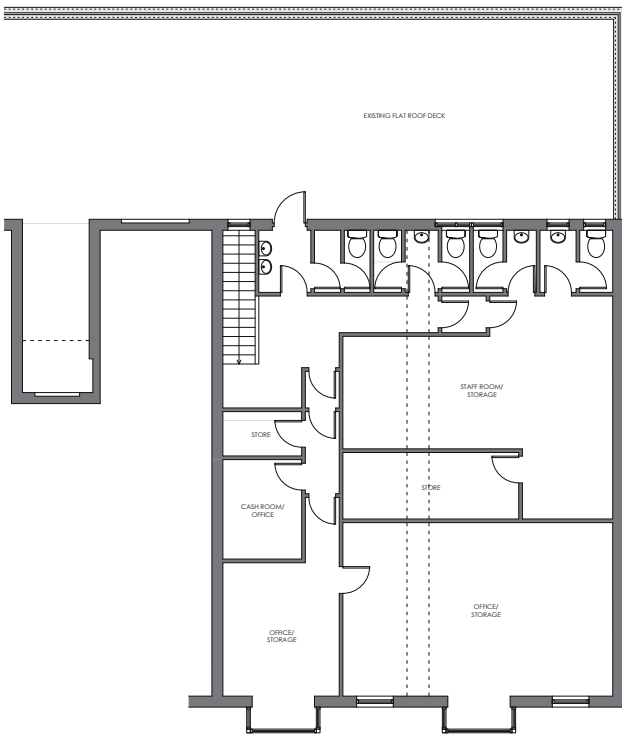 EXISTING FLAT ROOF DECK
STAFF ROOM/
STORAGE
STORE
STORE
CASH ROOM/
OFFICE
OFFICE/
STORAGE
OFFICE/
STORAGE